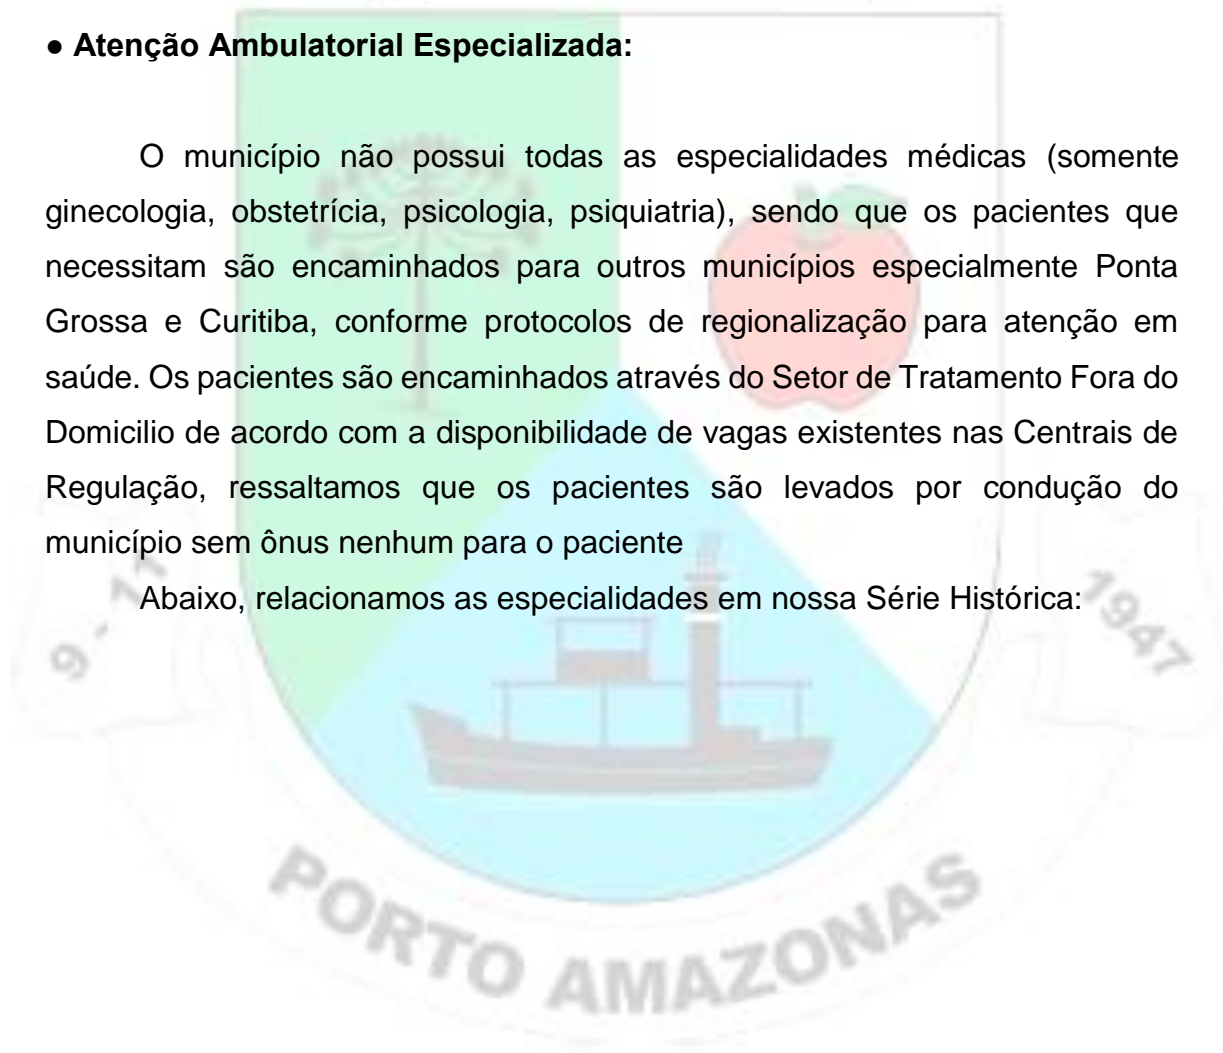 ● Atenção Ambulatorial Especializada:
O município não possui todas as especialidades médicas (somente
ginecologia, obstetrícia, psicologia, psiquiatria), sendo que os pacientes que
necessitam são encaminhados para outros municípios especialmente Ponta
Grossa e Curitiba, conforme protocolos de regionalização para atenção em
saúde. Os pacientes são encaminhados através do Setor de Tratamento Fora do
Domicilio de acordo com a disponibilidade de vagas existentes nas Centrais de
Regulação, ressaltamos que os pacientes são levados por condução do
município sem ônus nenhum para o paciente
Abaixo, relacionamos as especialidades em nossa Série Histórica:
9 - 11
1947
PORTO AMAZONAS